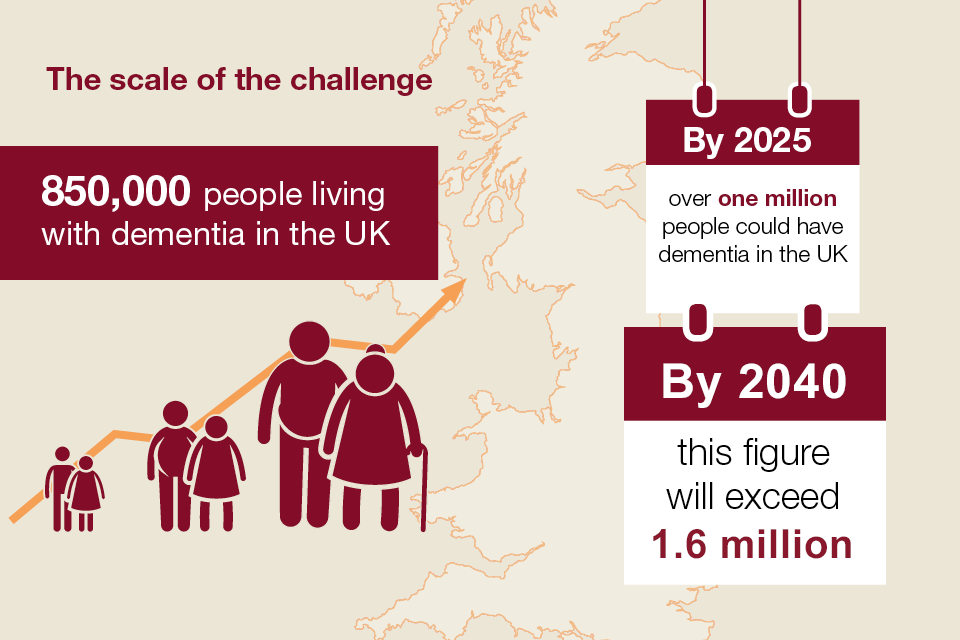 The scale of the challenge
850,000 people living
with dementia in the UK
By 2025
over one million
people could have
dementia in the UK
By 2040
this figure
will exceed
1.6 million